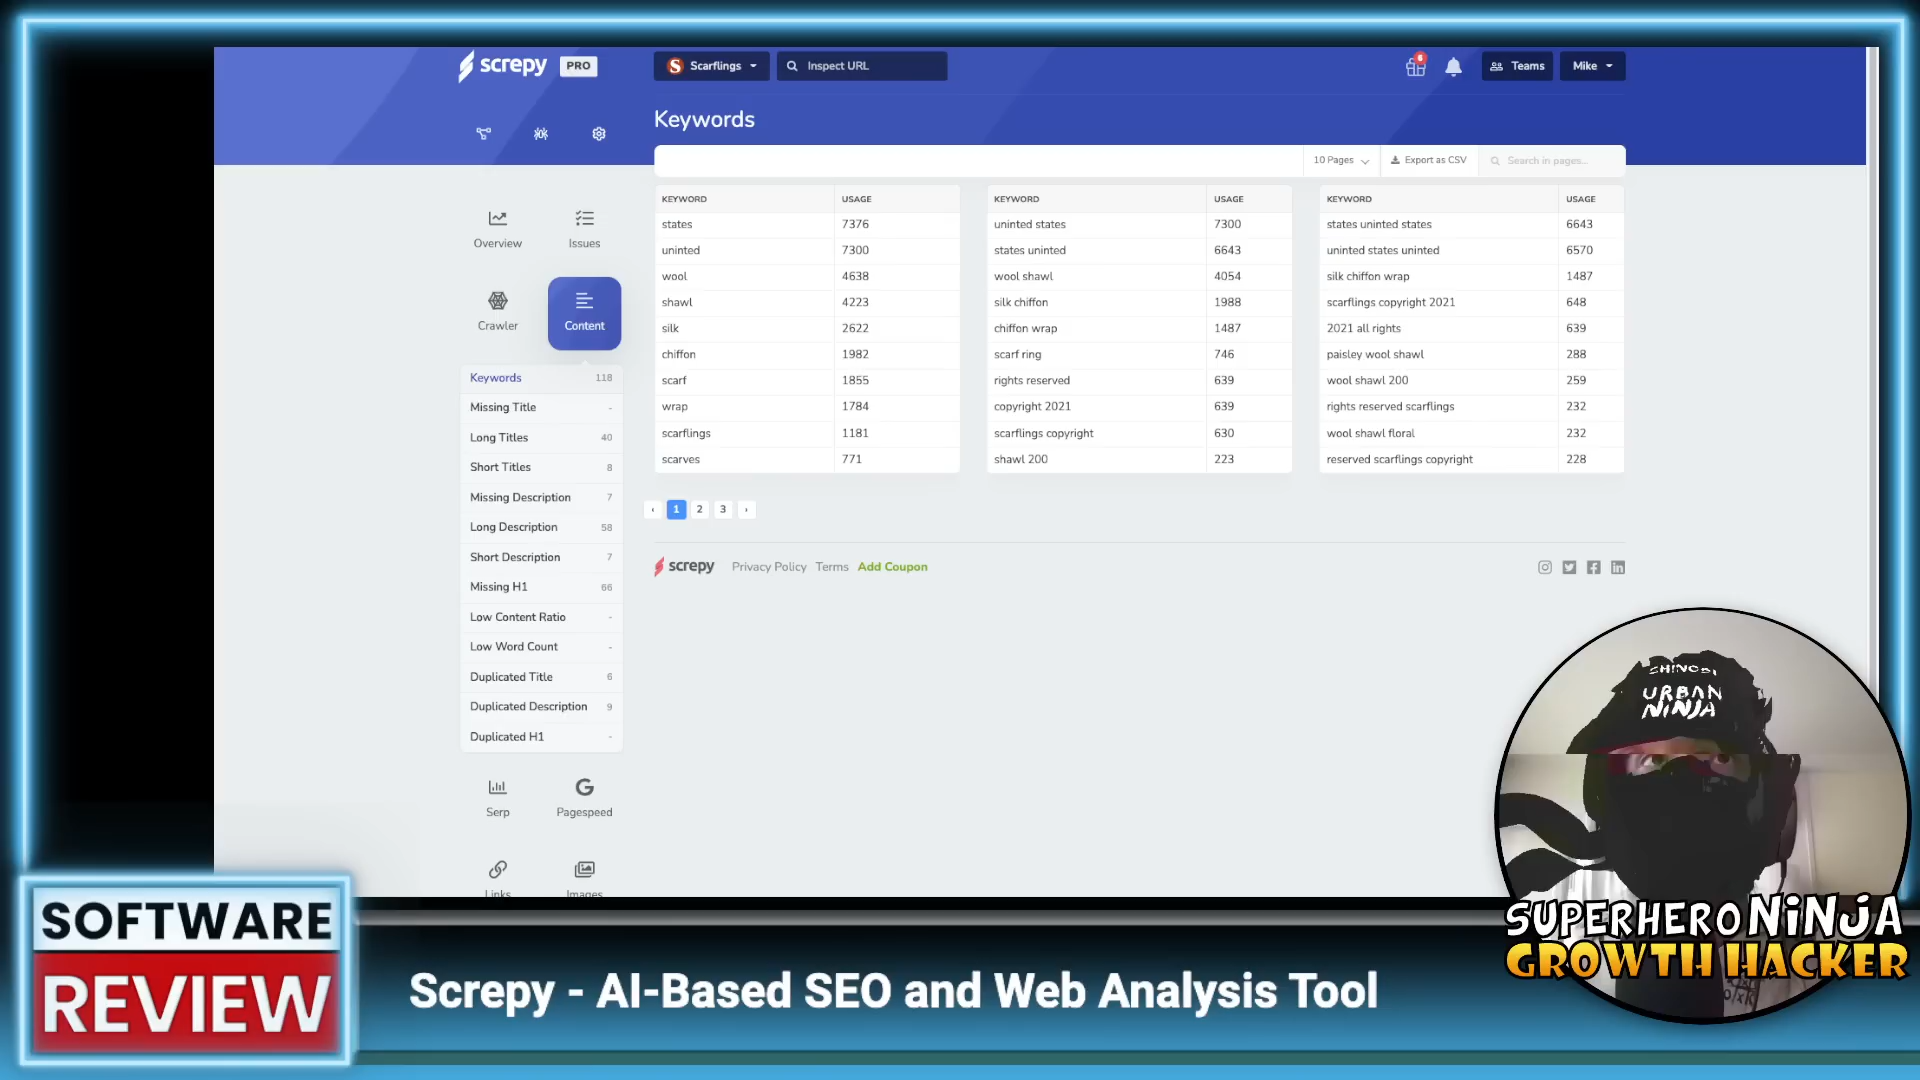 screpy PRO
Scarflings
Inspect URL
6
Teams
Mike
Keywords
10 Pages
Export as CSV
Search in pages...
KEYWORD USAGE
states 7376
uninted 7300
wool 4638
shawl 4223
silk 2622
chiffon 1982
scarf 1855
wrap 1784
scarflings 1181
scarves 771
KEYWORD USAGE
uninted states 7300
states uninted 6643
wool shawl 4054
silk chiffon 1988
chiffon wrap 1487
scarf ring 746
rights reserved 639
copyright 2021 639
scarflings copyright 630
shawl 200 223
KEYWORD USAGE
states uninted states 6643
uninted states uninted 6570
silk chiffon wrap 1487
scarflings copyright 2021 648
2021 all rights 639
paisley wool shawl 288
wool shawl 200 259
rights reserved scarflings 232
wool shawl floral 232
reserved scarflings copyright 228
‹ 1 2 3 ›
screpy Privacy Policy Terms Add Coupon
Overview Issues
Crawler Content
Keywords 118
Missing Title -
Long Titles 40
Short Titles 8
Missing Description 7
Long Description 58
Short Description 7
Missing H1 66
Low Content Ratio -
Low Word Count -
Duplicated Title 6
Duplicated Description 9
Duplicated H1 -
Serp Pagespeed
Links Images
SHINOBI
URBAN
NiNJA
SUPERHERO NiNJA
GROWTH HACKER
SOFTWARE
REVIEW
Screpy - AI-Based SEO and Web Analysis Tool